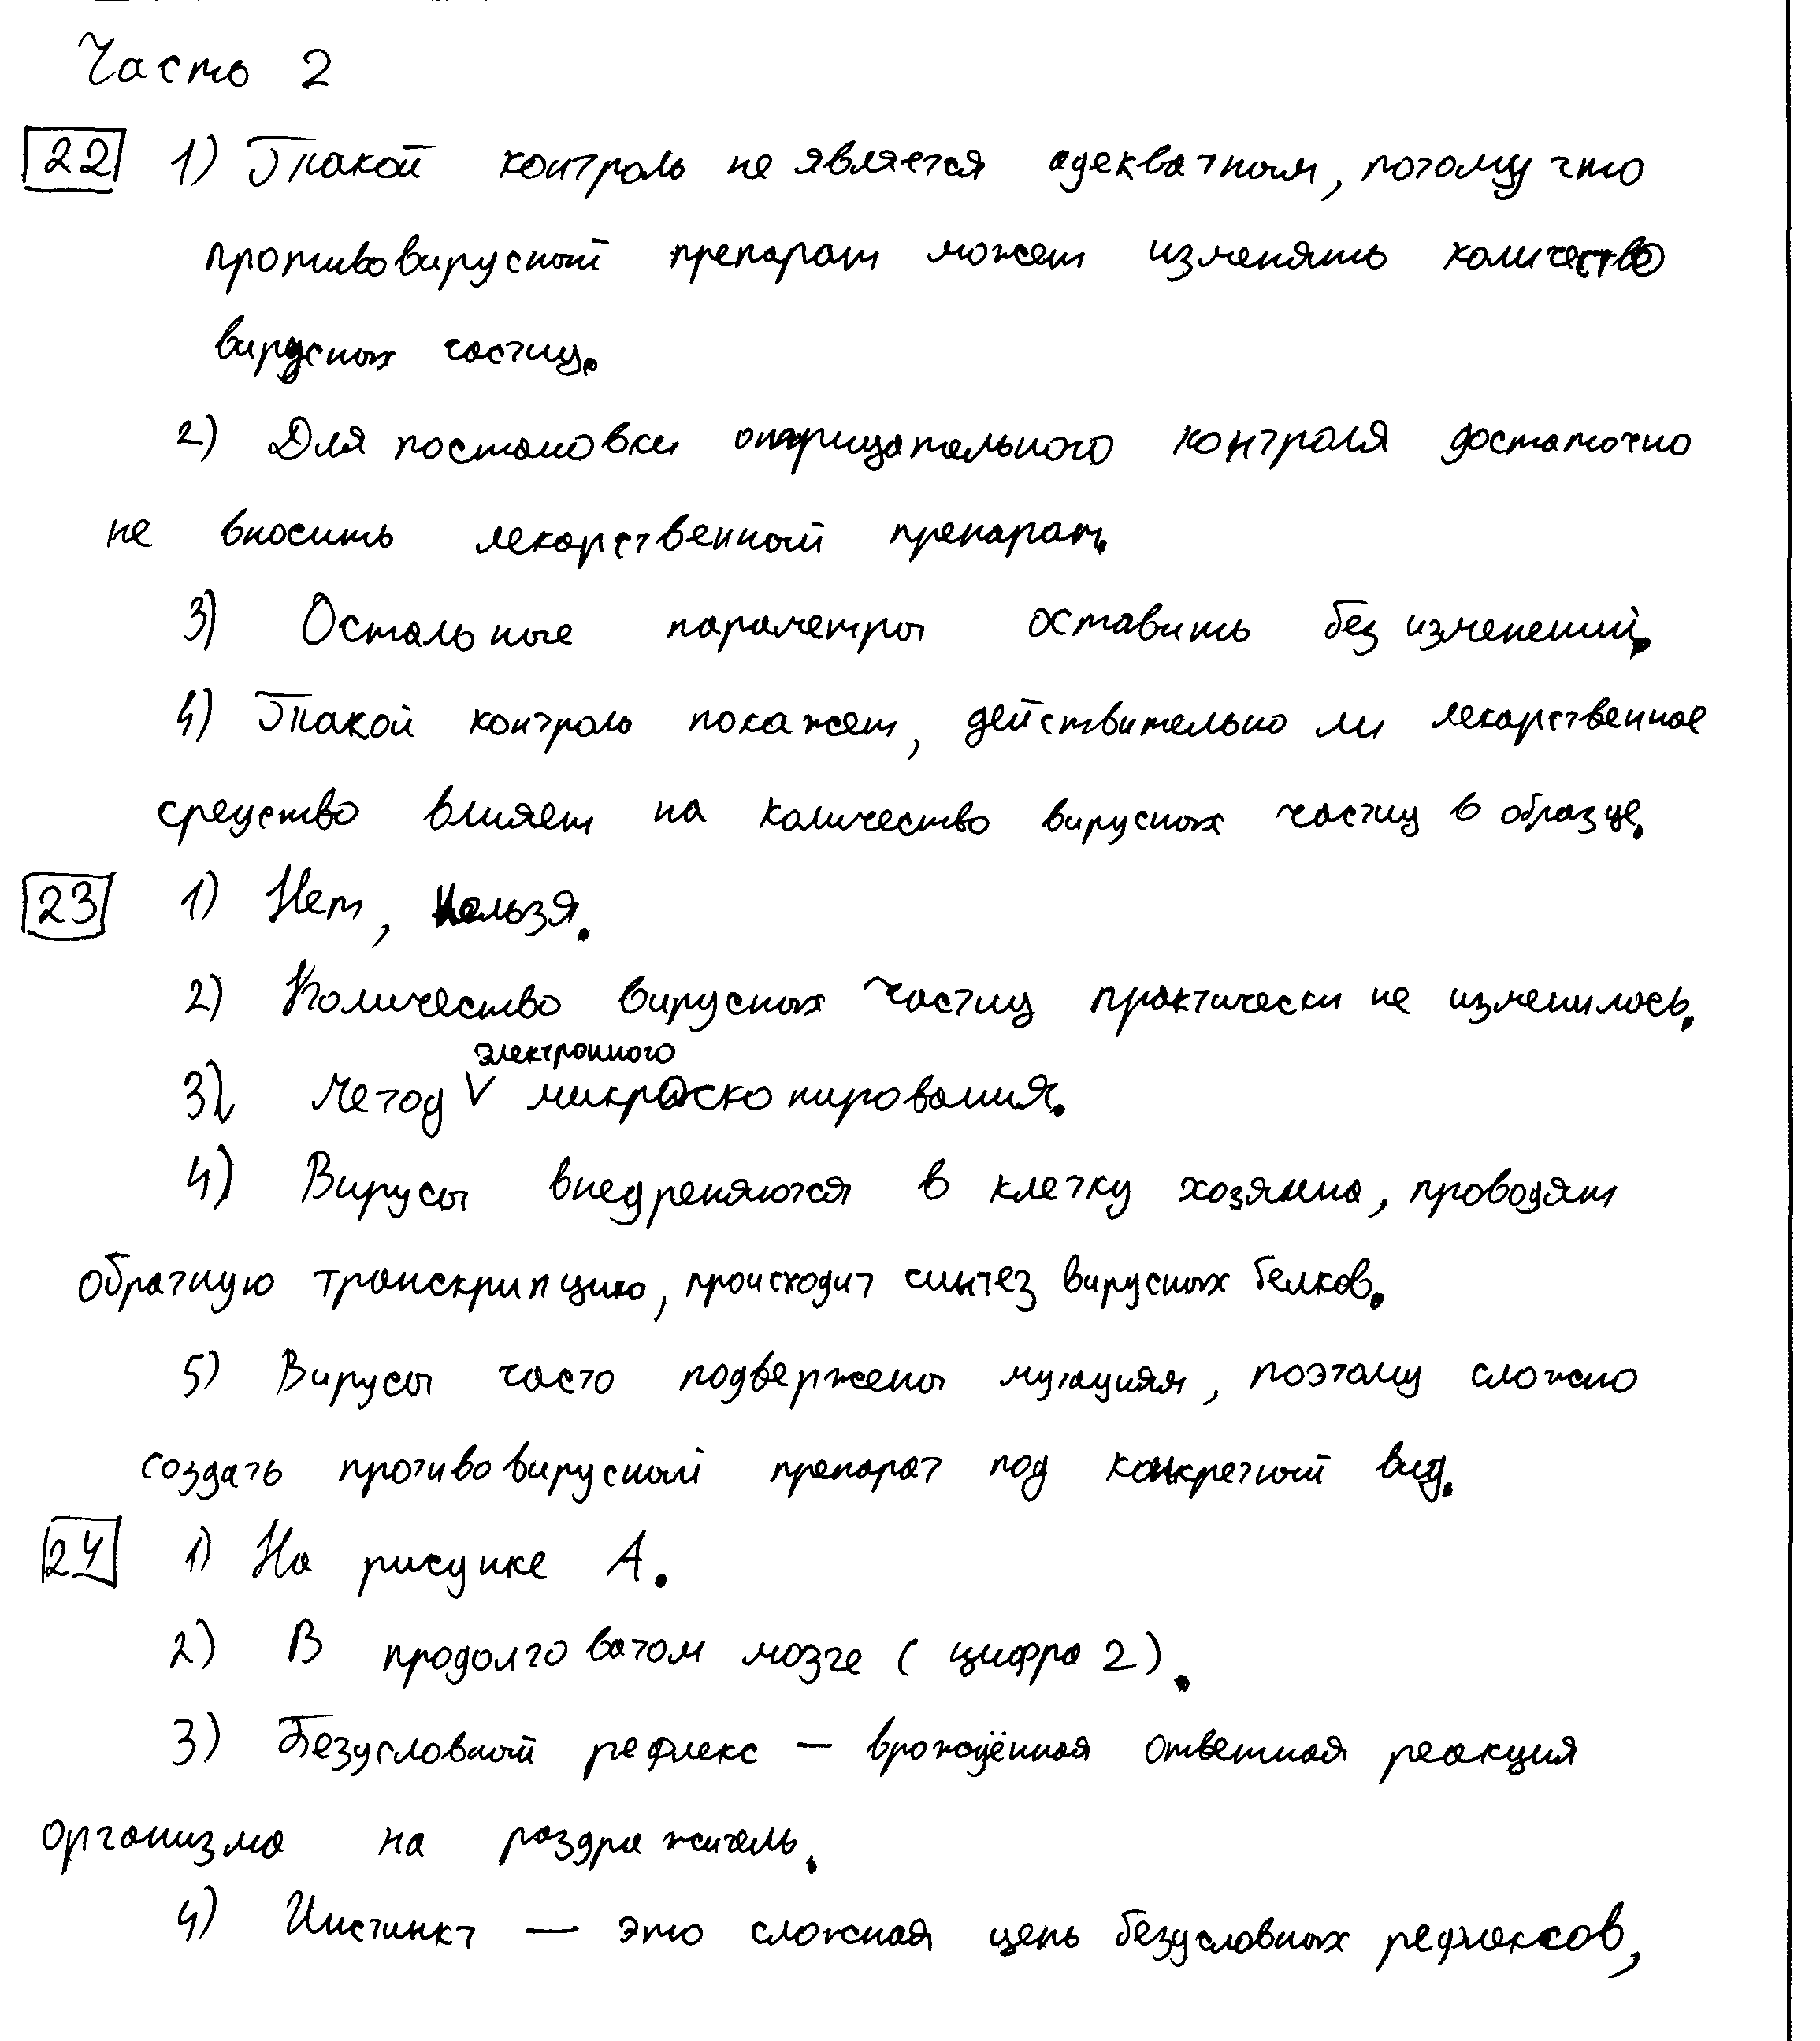 Часть 2
22 1) Такой контроль не является адекватным, потому что
противовирусный препарат может изменять количество
вирусных частиц.
2) Для постановки отрицательного контроля достаточно
не вносить лекарственный препарат.
3) Остальные параметры оставить без изменений.
4) Такой контроль покажет, действительно ли лекарственное
средство влияет на количество вирусных частиц в образце.
23 1) Нет, нельзя.
2) Количество вирусных частиц практически не изменилось.
электронного
3) Метод V микроскопирования.
4) Вирусы внедреняются в клетку хозяина, проводят
обратную транскрипцию, происходит синтез вирусных белков.
5) Вирусы часто подвержены мутациям, поэтому сложно
создать противовирусный препарат под конкретный вид.
24 1) На рисунке А.
2) В продолговатом мозге (цифра 2).
3) Безусловный рефлекс — врождённая ответная реакция
организма на раздражитель.
4) Инстинкт — это сложная цепь безусловных рефлексов,